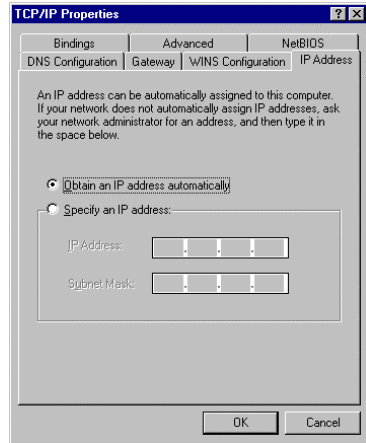 TCP/IP Properties
Bindings Advanced NetBIOS
DNS Configuration Gateway WINS Configuration IP Address
An IP address can be automatically assigned to this computer.
If your network does not automatically assign IP addresses, ask
your network administrator for an address, and then type it in
the space below.
Obtain an IP address automatically
Specify an IP address:
IP Address:
Subnet Mask:
OK Cancel